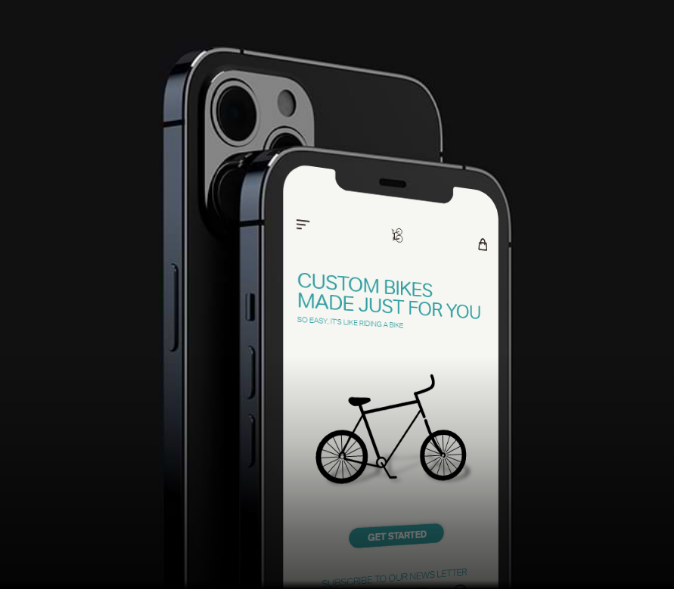 CUSTOM BIKES
MADE JUST FOR YOU
SO EASY, IT'S LIKE RIDING A BIKE
GET STARTED
SUBSCRIBE TO OUR NEWS LETTER